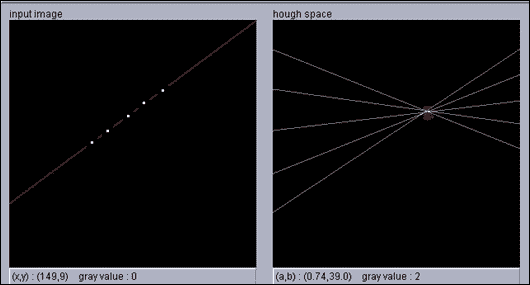 input image
hough space
(x,y) : (149,9) gray value : 0
(a,b) : (0.74,39.0) gray value : 2